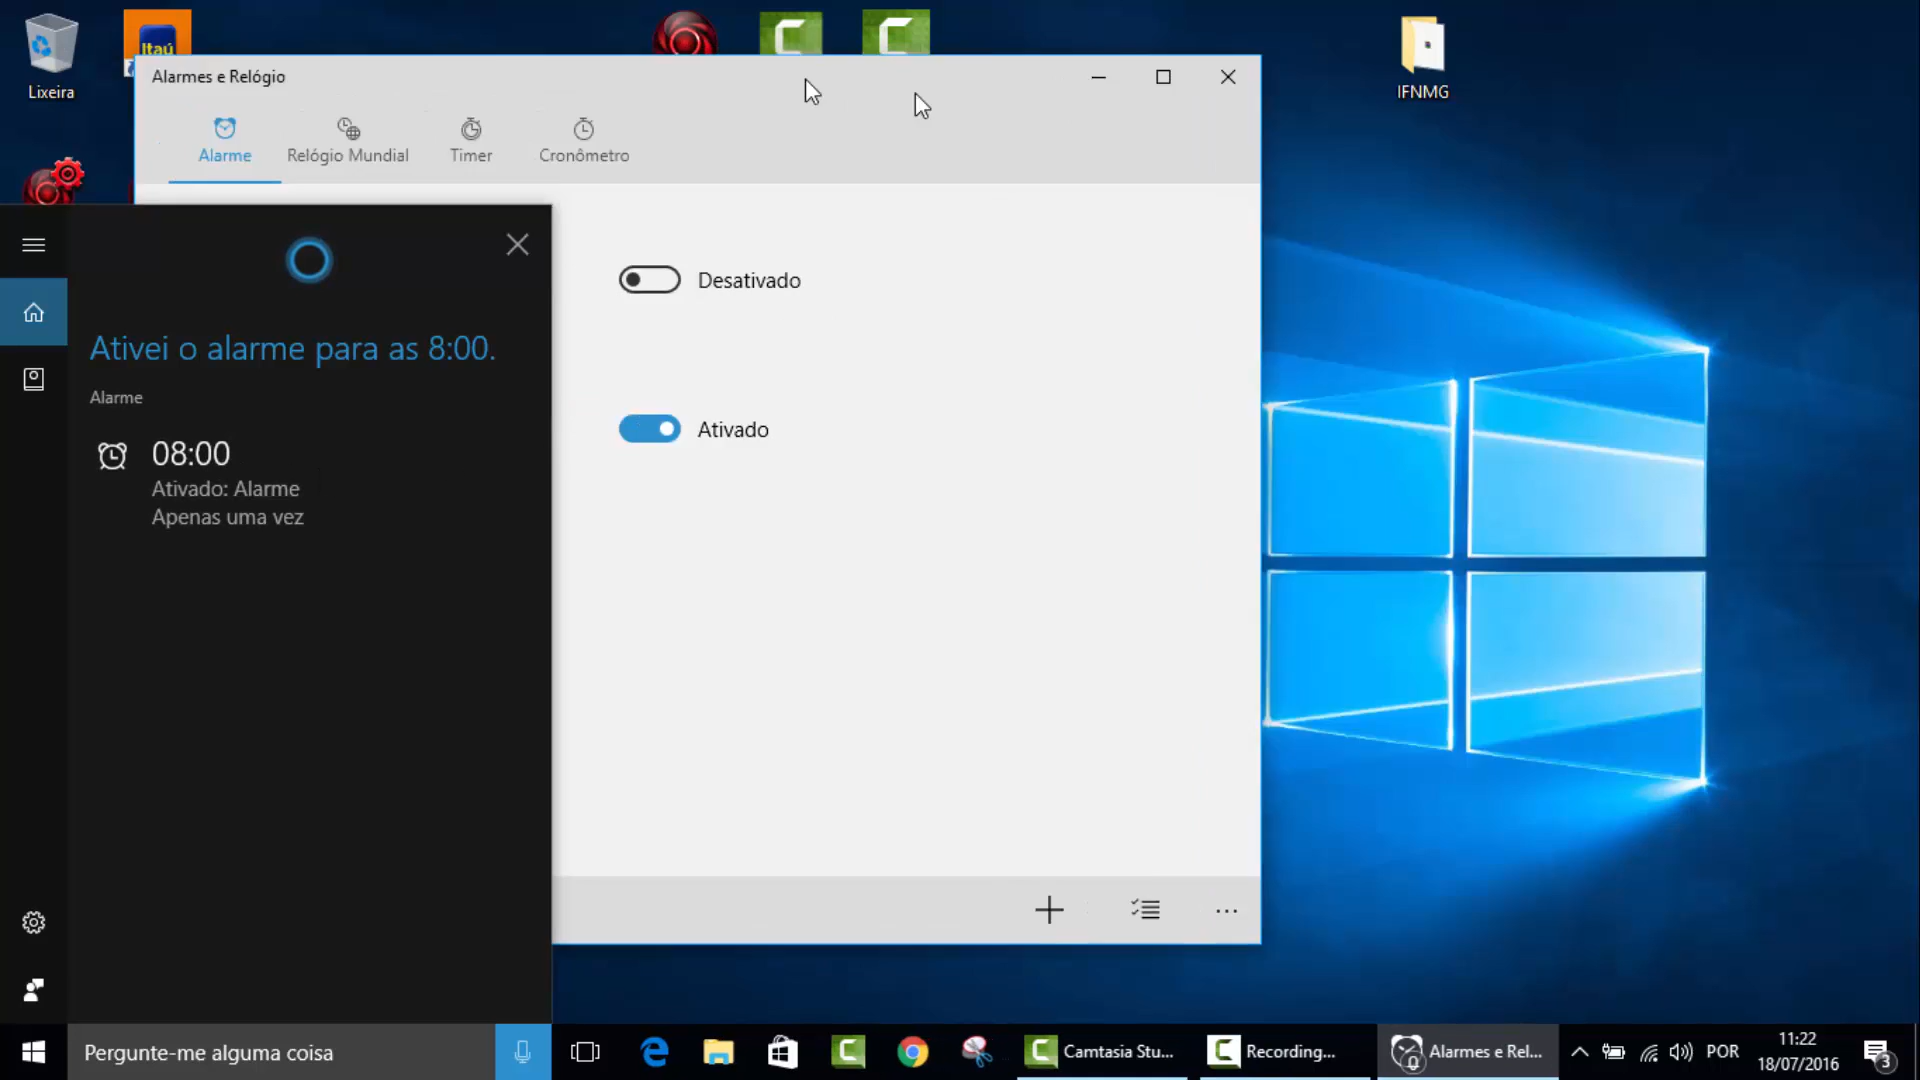 Lixeira
Itaú
IFNMG
Alarmes e Relógio
Alarme
Relógio Mundial
Timer
Cronômetro
Desativado
Ativado
Ativei o alarme para as 8:00.
Alarme
08:00
Ativado: Alarme
Apenas uma vez
Pergunte-me alguma coisa
Camtasia Stu...
Recording...
Alarmes e Rel...
POR
11:22
18/07/2016
3